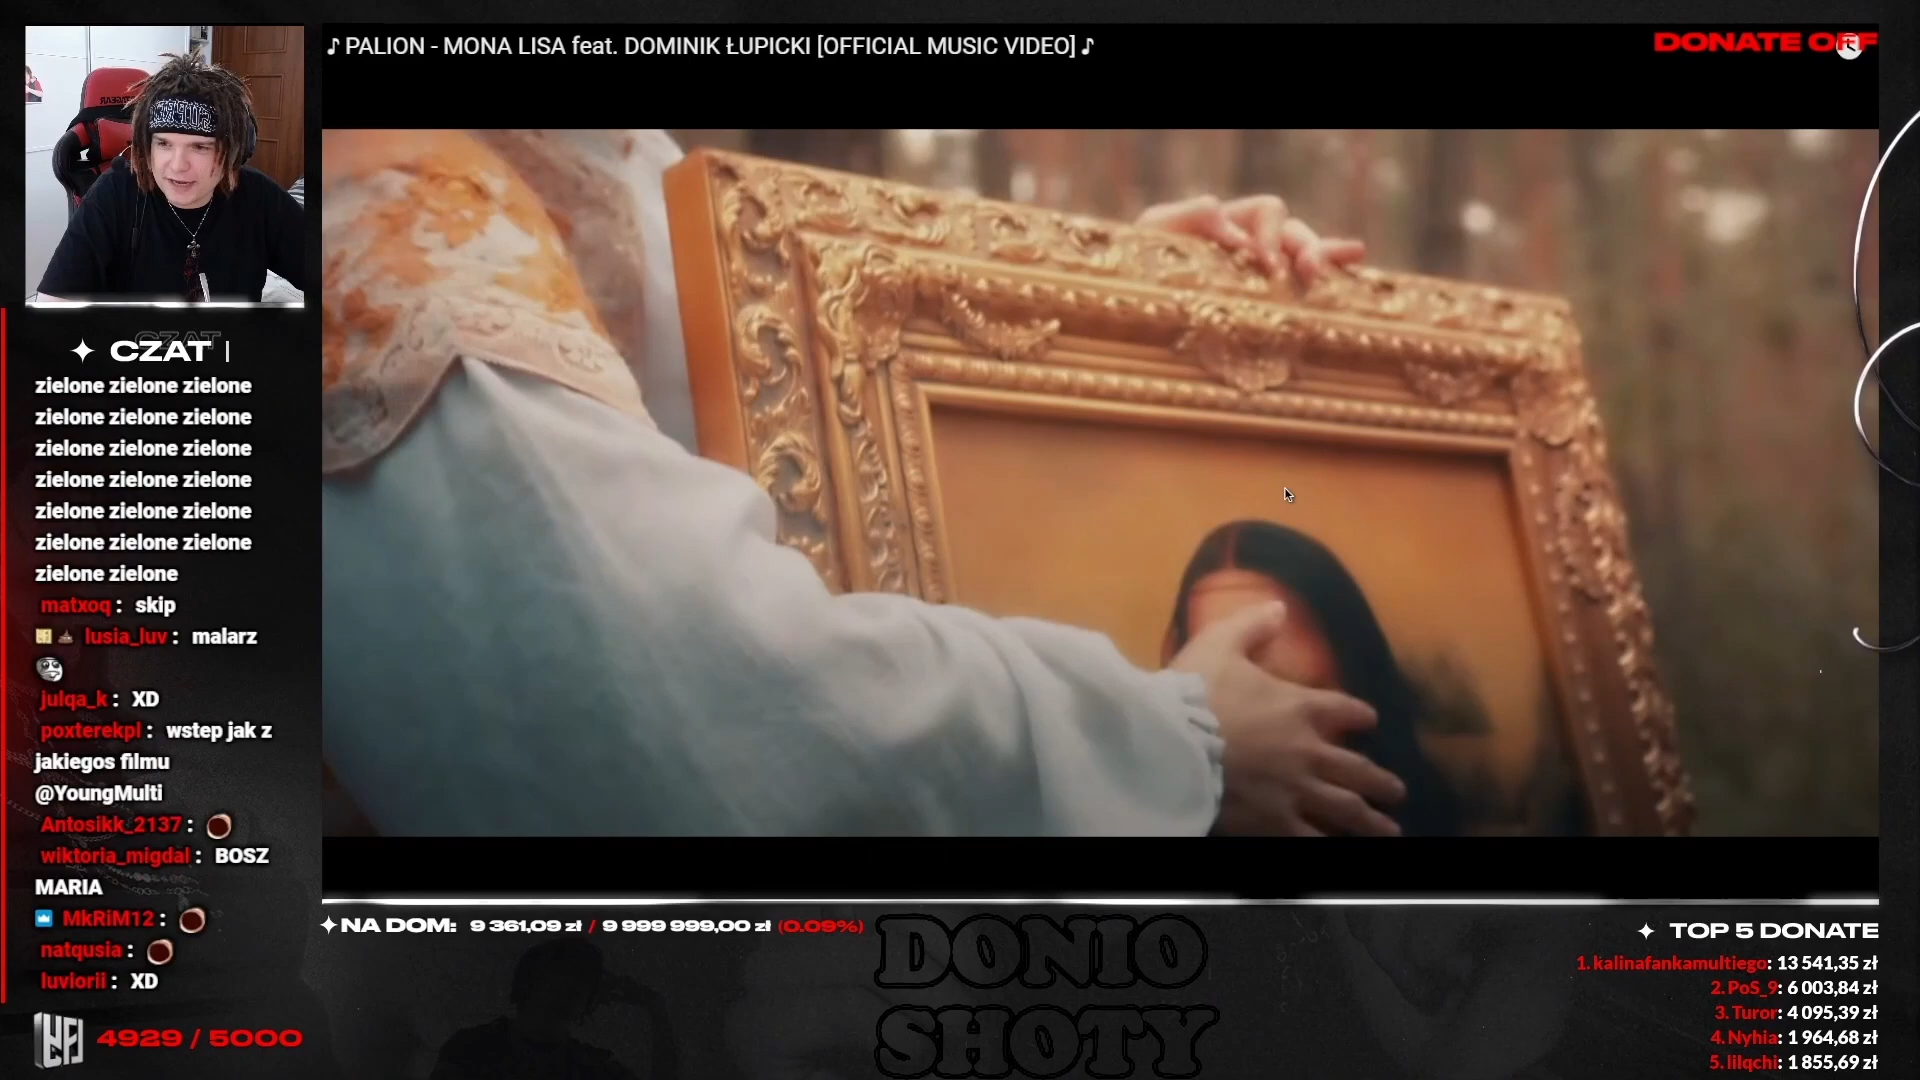 ♪ PALION - MONA LISA feat. DOMINIK ŁUPICKI [OFFICIAL MUSIC VIDEO] ♪
DONATE OFF
✦ CZAT |
CZAT
zielone zielone zielone
zielone zielone zielone
zielone zielone zielone
zielone zielone zielone
zielone zielone zielone
zielone zielone zielone
zielone zielone
matxoq : skip
lusia_luv : malarz
julqa_k : XD
poxterekpl : wstep jak z
jakiegos filmu
@YoungMulti
Antosikk_2137 :
wiktoria_migdal : BOSZ
MARIA
MkRiM12 :
natqusia :
luviorii : XD
4929 / 5000
✦ NA DOM: 9 361,09 zł / 9 999 999,00 zł (0.09%)
DONIO
SHOTY
✦ TOP 5 DONATE
1. kalinafankamultiego: 13 541,35 zł
2. PoS_9: 6 003,84 zł
3. Turor: 4 095,39 zł
4. Nyhia: 1 964,68 zł
5. lilqchi: 1 855,69 zł